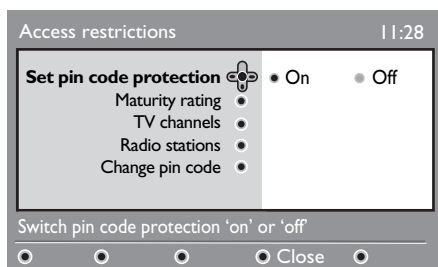 Access restrictions 11:28
Set pin code protection On Off
Maturity rating
TV channels
Radio stations
Change pin code
Switch pin code protection ‘on’ or ‘off’
Close